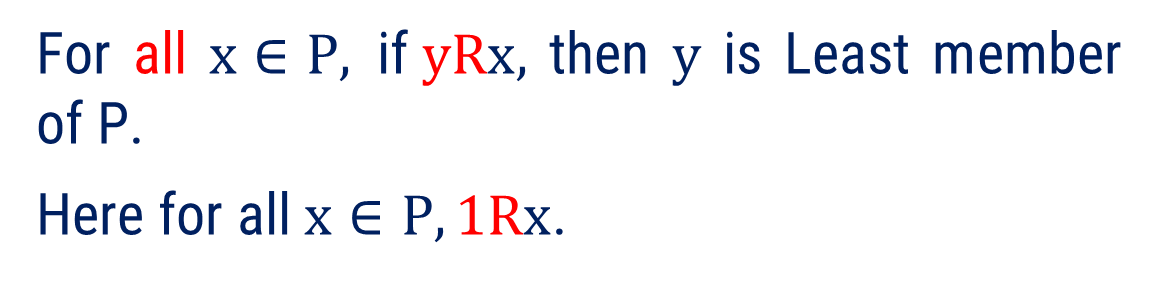 For all x ∈ P, if yRx, then y is Least member
of P.
Here for all x ∈ P, 1Rx.